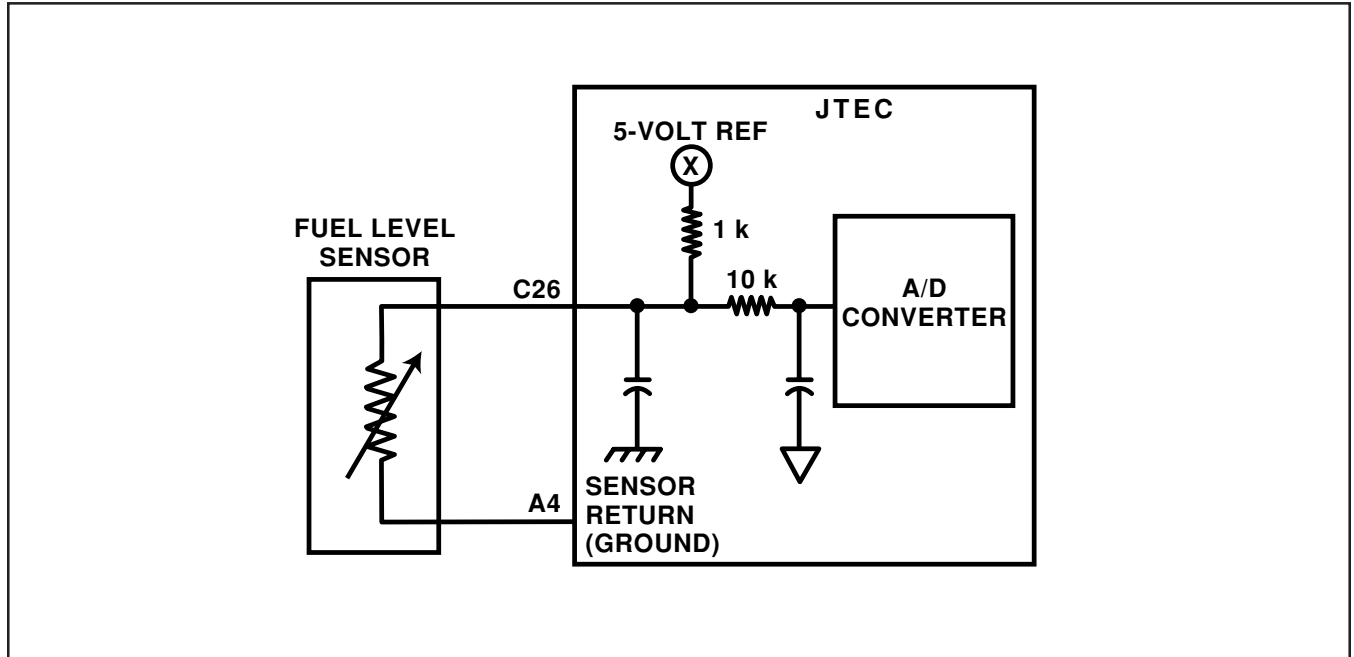 JTEC
5-VOLT REF
X
1 k
FUEL LEVEL
SENSOR
C26
10 k
A/D
CONVERTER
A4
SENSOR
RETURN
(GROUND)